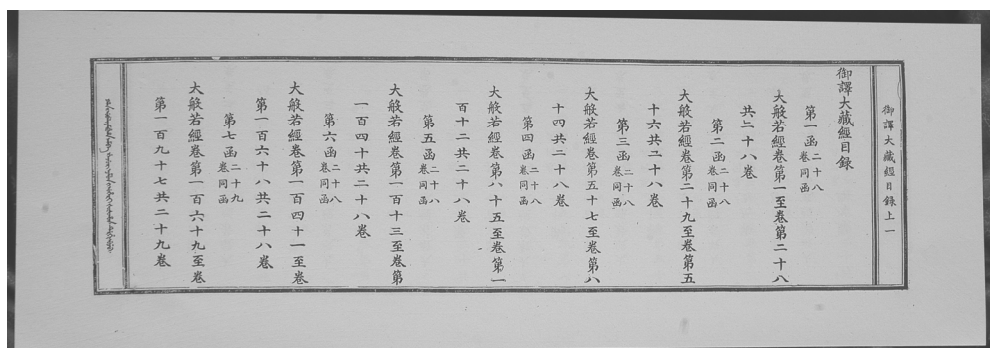 御譯大藏經目錄上一
御譯大藏經目錄
第一函二十八卷同函
大般若經卷第一至卷第二十八
共二十八卷
第二函二十八卷同函
大般若經卷第二十九至卷第五
十六共二十八卷
第三函二十八卷同函
大般若經卷第五十七至卷第八
十四共二十八卷
第四函二十八卷同函
大般若經卷第八十五至卷第一
百十二共二十八卷
第五函二十八卷同函
大般若經卷第一百十三至卷第
一百四十共二十八卷
第六函二十八卷同函
大般若經卷第一百四十一至卷
第一百六十八共二十八卷
第七函二十九卷同函
大般若經卷第一百六十九至卷
第一百九十七共二十九卷